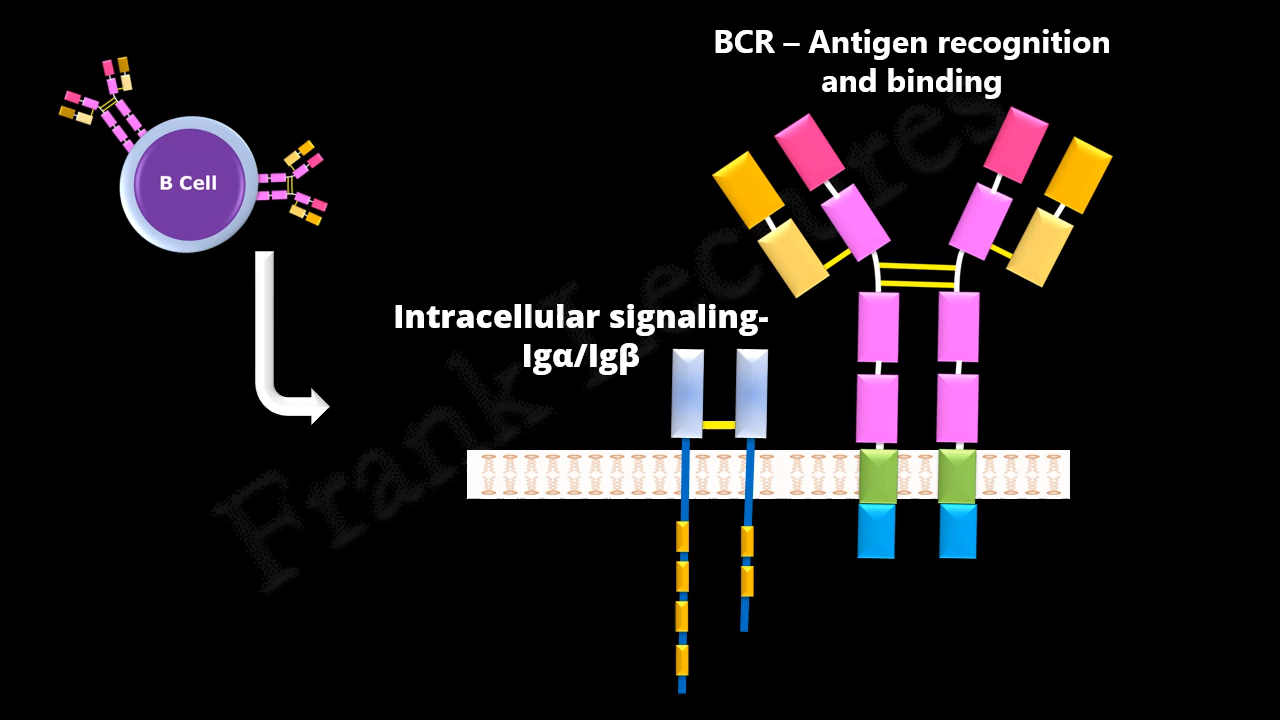 BCR – Antigen recognition
and binding
B Cell
Intracellular signaling-
Igα/Igβ
Frank Lectures